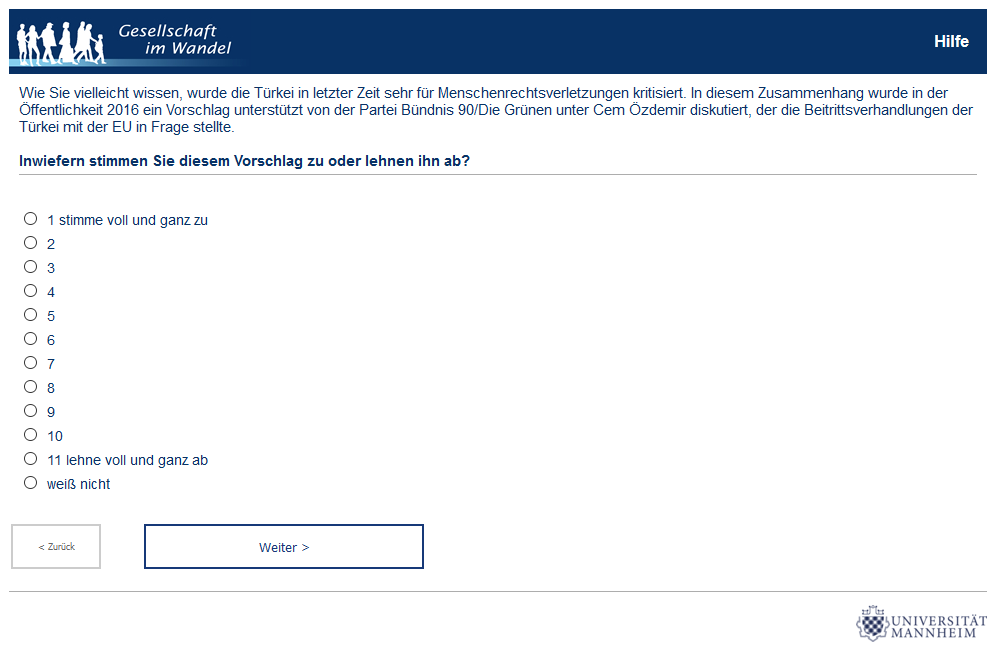 Gesellschaft
im Wandel
Hilfe
Wie Sie vielleicht wissen, wurde die Türkei in letzter Zeit sehr für Menschenrechtsverletzungen kritisiert. In diesem Zusammenhang wurde in der
Öffentlichkeit 2016 ein Vorschlag unterstützt von der Partei Bündnis 90/Die Grünen unter Cem Özdemir diskutiert, der die Beitrittsverhandlungen der
Türkei mit der EU in Frage stellte.
Inwiefern stimmen Sie diesem Vorschlag zu oder lehnen ihn ab?
1 stimme voll und ganz zu
2
3
4
5
6
7
8
9
10
11 lehne voll und ganz ab
weiß nicht
< Zurück
Weiter >
UNIVERSITÄT
MANNHEIM